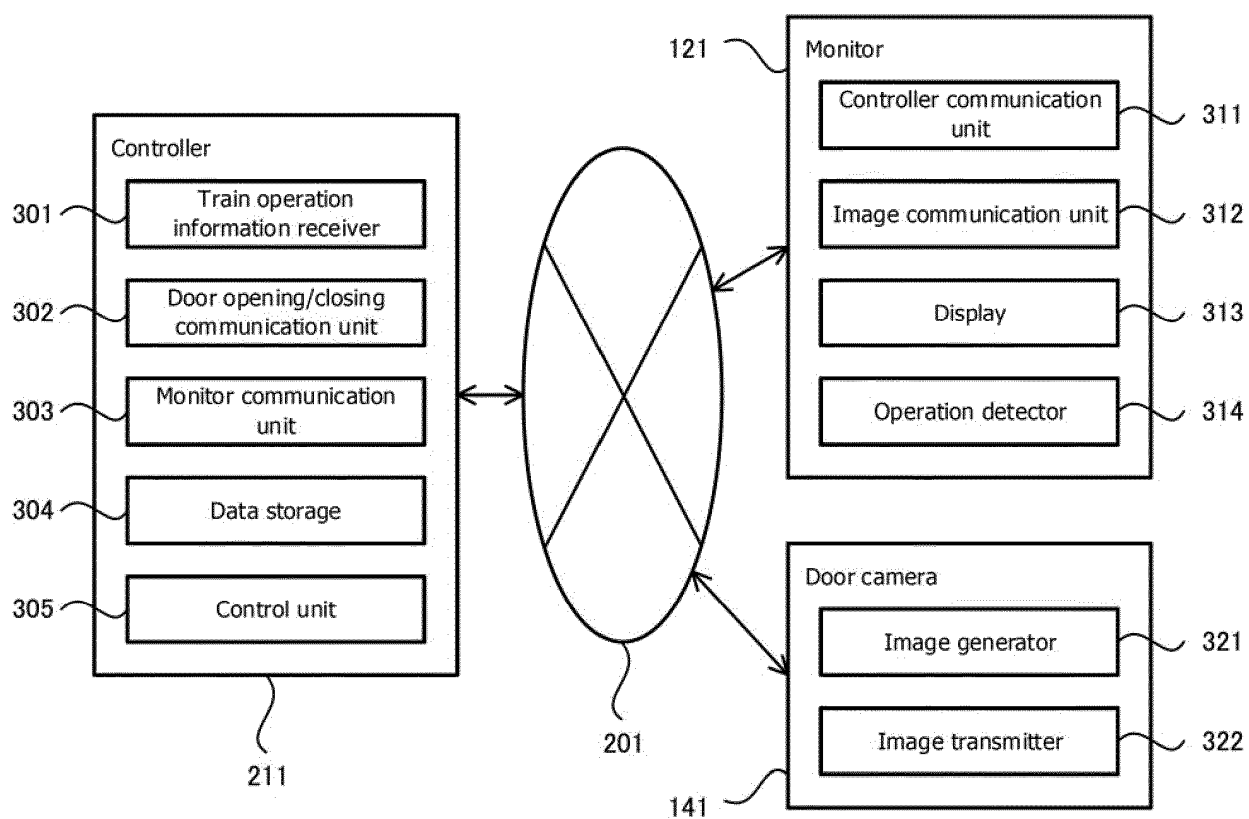 Controller
301
Train operation
information receiver
302
Door opening/closing
communication unit
303
Monitor communication
unit
304
Data storage
305
Control unit
211
201
121
Monitor
Controller communication
unit
311
Image communication unit
312
Display
313
Operation detector
314
Door camera
Image generator
321
Image transmitter
322
141